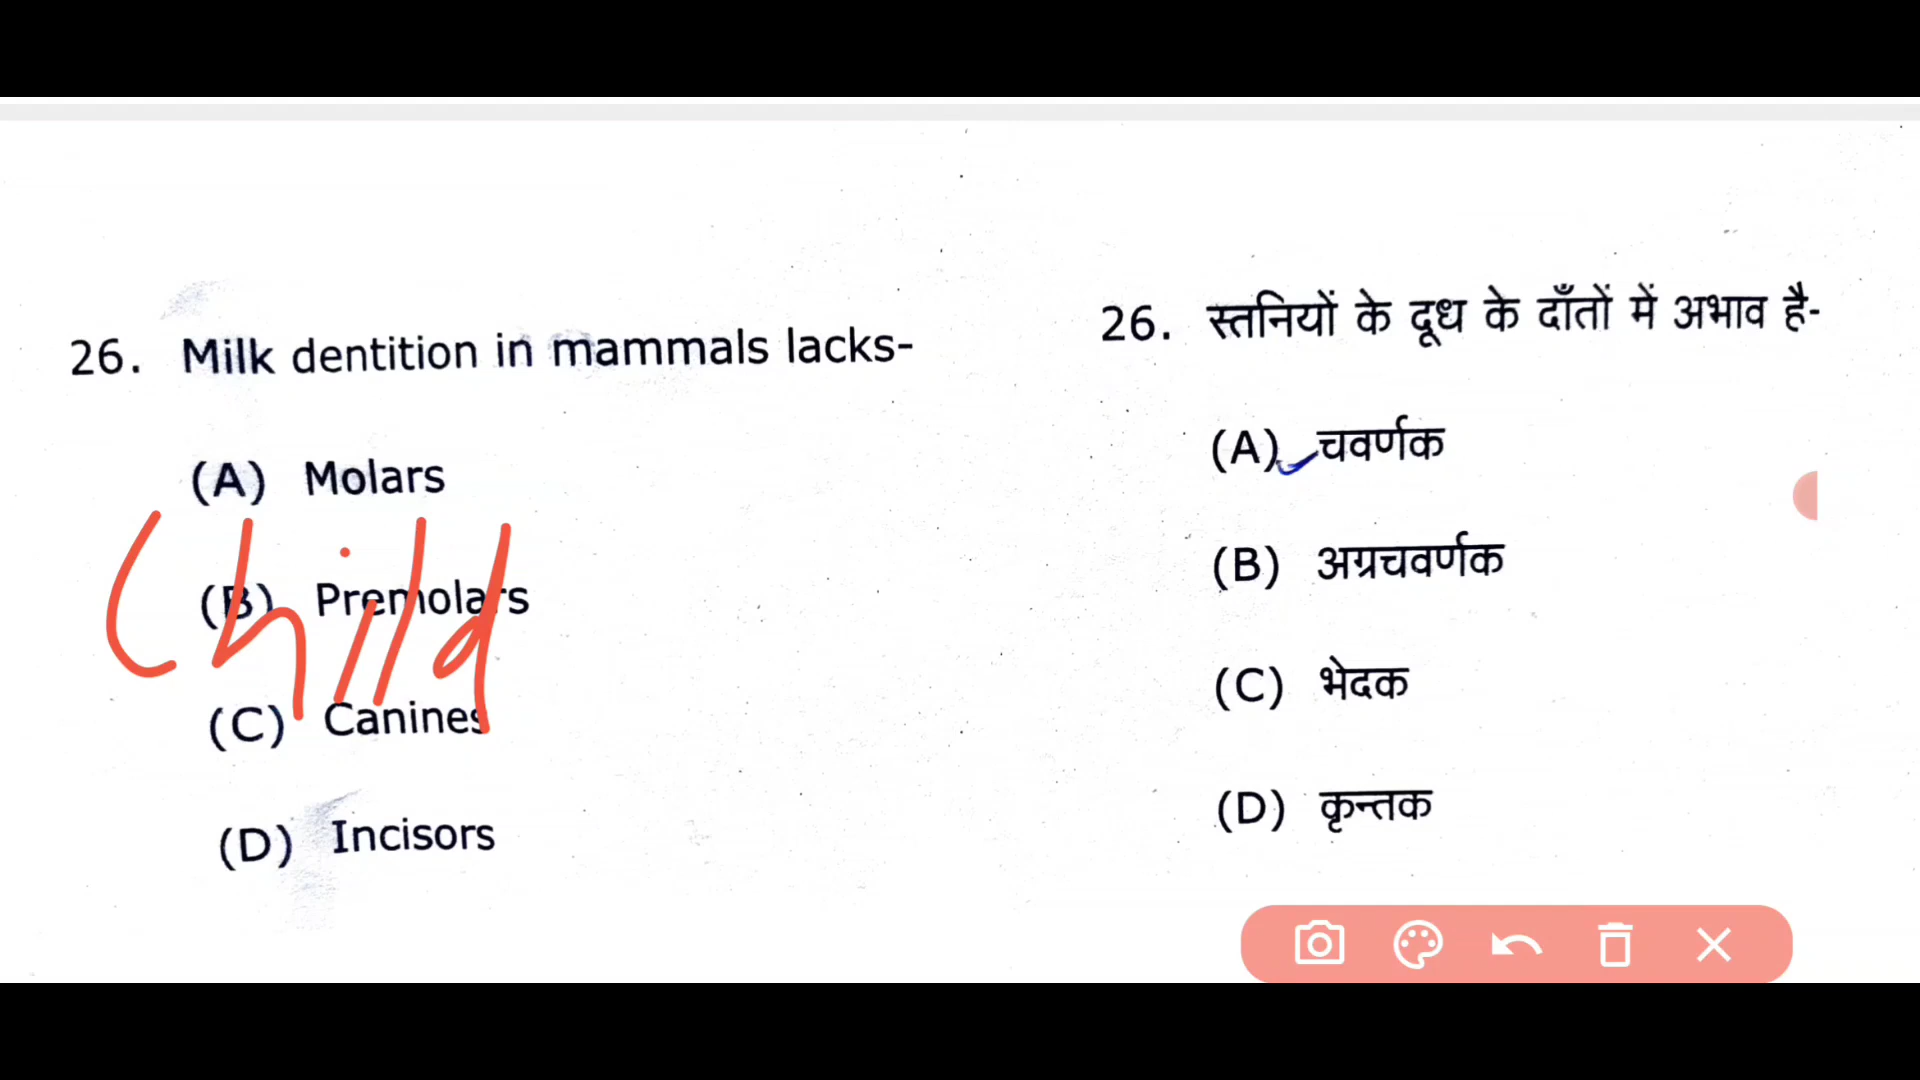 26. Milk dentition in mammals lacks-
(A) Molars
(B) Premolars
(C) Canines
(D) Incisors
Child
26. स्तनियों के दूध के दाँतों में अभाव है-
(A) चवर्णक
(B) अग्रचवर्णक
(C) भेदक
(D) कृन्तक